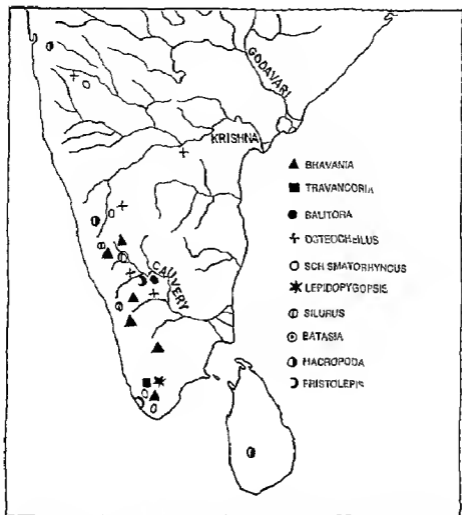 GODAVARI
KRISHNA
CAUVERY
BHAVANIA
TRAVANCORIA
BALITORA
OSTEOCHEILUS
SCHISMATORHYNCUS
LEPIDOPYGOPSIS
SILURUS
BATASIA
MACROPODA
PRISTOLEPIS